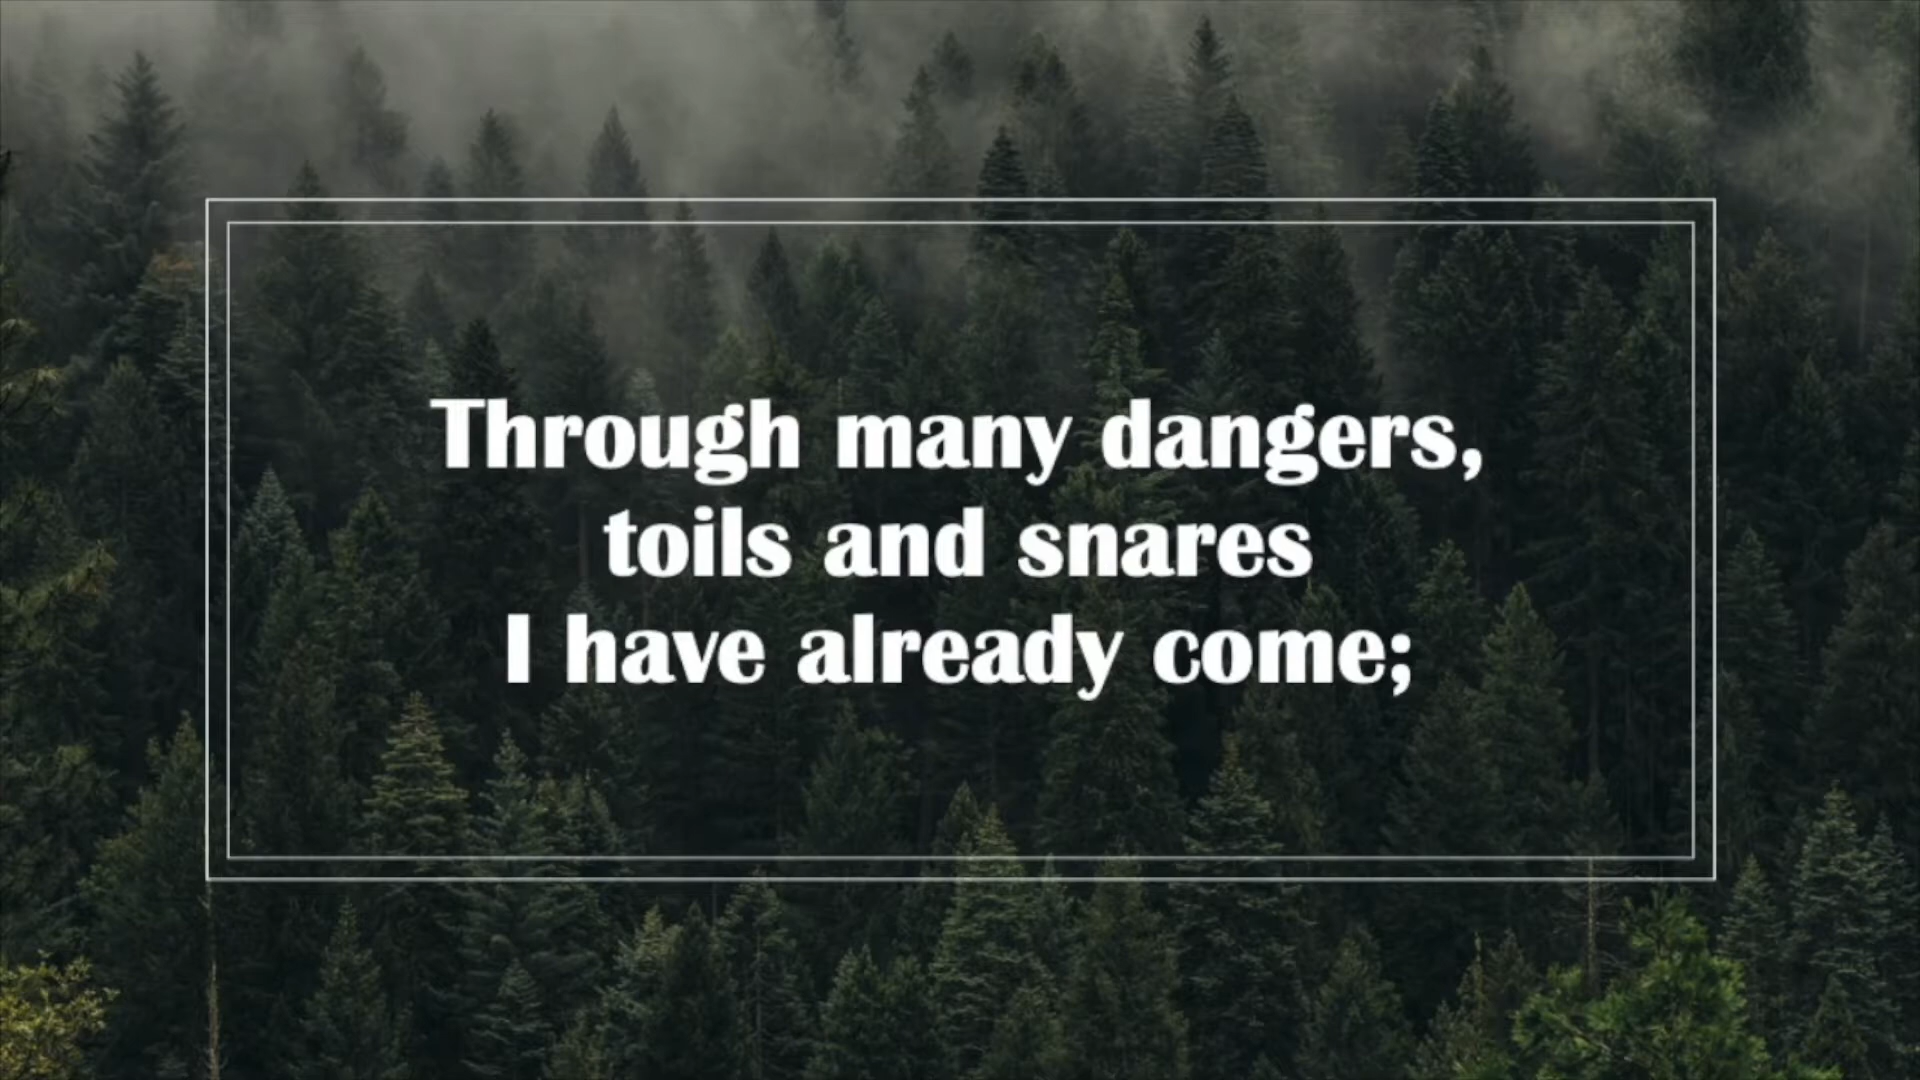 Through many dangers,
toils and snares
I have already come;